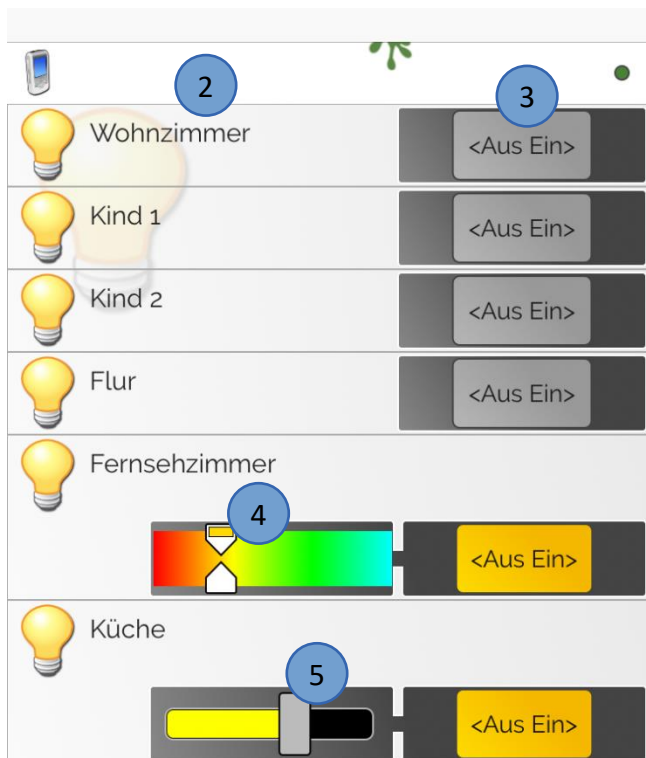 2
3
Wohnzimmer
<Aus Ein>
Kind 1
<Aus Ein>
Kind 2
<Aus Ein>
Flur
<Aus Ein>
Fernsehzimmer
4
<Aus Ein>
Küche
5
<Aus Ein>